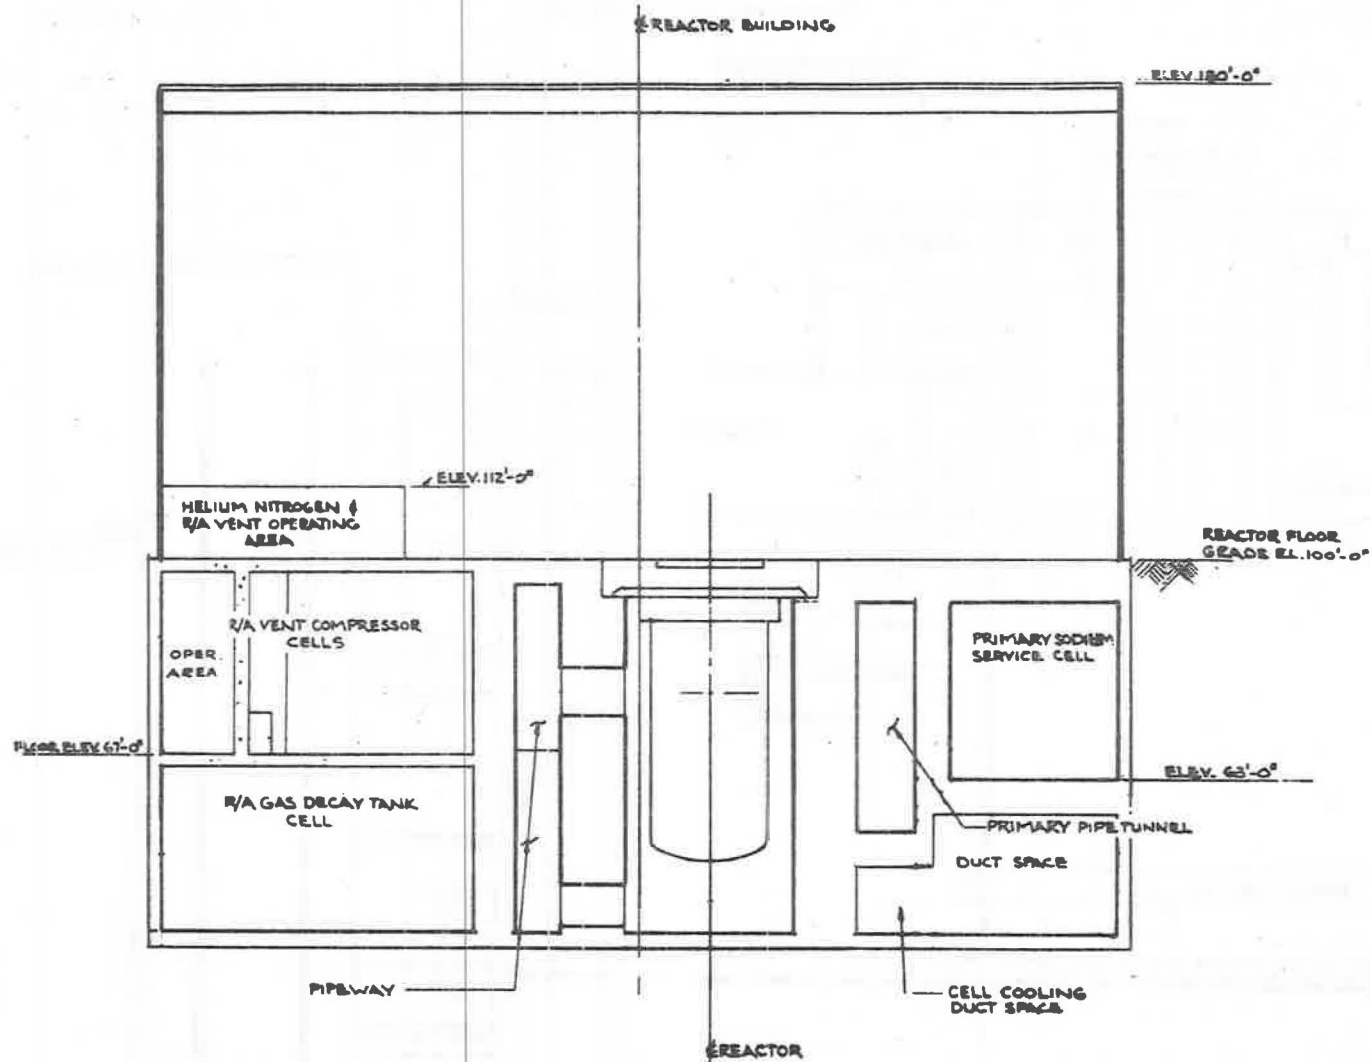 ℄ REACTOR BUILDING
ELEV. 180'-0"
ELEV. 112'-0"
HELIUM NITROGEN &
R/A VENT OPERATING
AREA
REACTOR FLOOR
GRADE EL. 100'-0"
R/A VENT COMPRESSOR
CELLS
OPER.
AREA
PRIMARY SODIUM
SERVICE CELL
FLOOR ELEV. 67'-0"
ELEV. 63'-0"
R/A GAS DECAY TANK
CELL
PRIMARY PIPE TUNNEL
DUCT SPACE
PIPEWAY
CELL COOLING
DUCT SPACE
℄ REACTOR